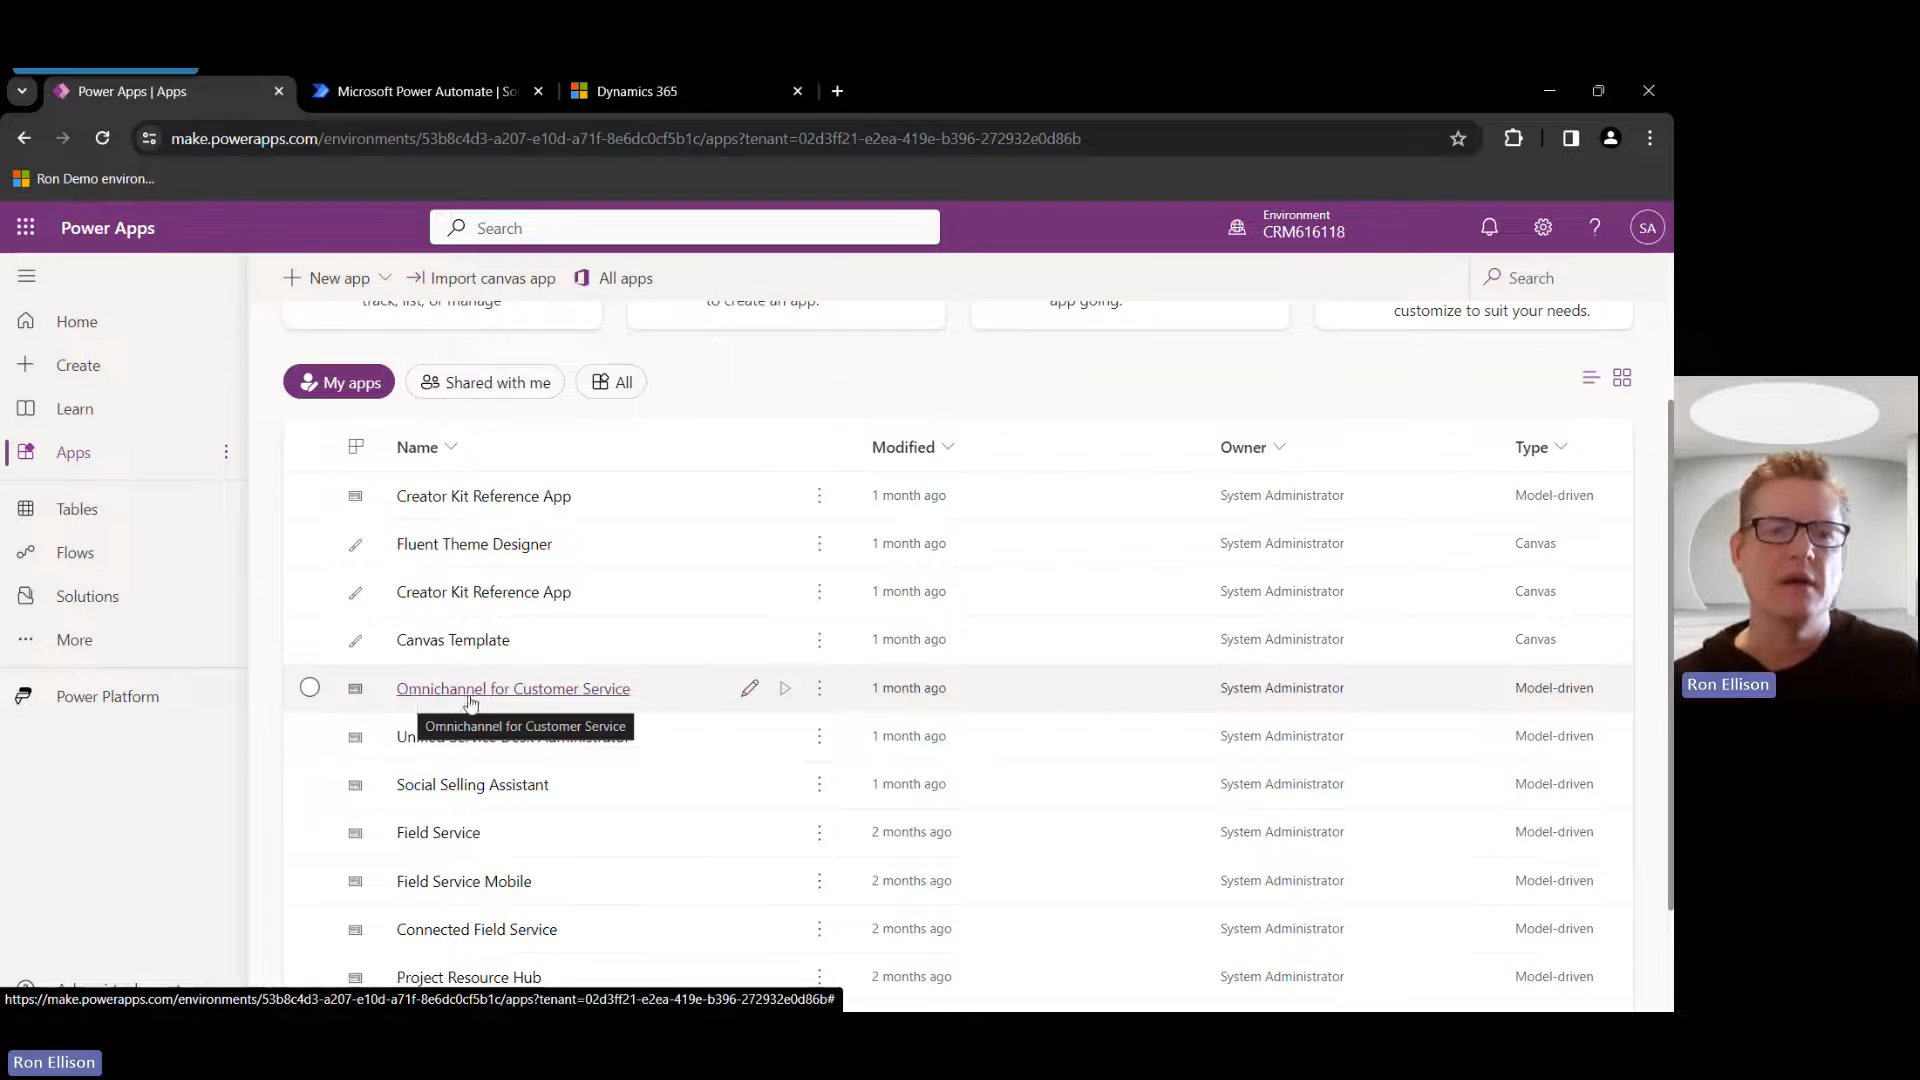 Power Apps | Apps
Microsoft Power Automate | So
Dynamics 365
make.powerapps.com/environments/53b8c4d3-a207-e10d-a71f-8e6dc0cf5b1c/apps?tenant=02d3ff21-e2ea-419e-b396-272932e0d86b
Ron Demo environ...
Power Apps
Search
Environment
CRM616118
SA
New app
Import canvas app
All apps
Search
track, list, or manage
to create an app.
app going.
customize to suit your needs.
Home
Create
Learn
Apps
Tables
Flows
Solutions
More
Power Platform
My apps
Shared with me
All
Name Modified Owner Type
Creator Kit Reference App 1 month ago System Administrator Model-driven
Fluent Theme Designer 1 month ago System Administrator Canvas
Creator Kit Reference App 1 month ago System Administrator Canvas
Canvas Template 1 month ago System Administrator Canvas
Omnichannel for Customer Service 1 month ago System Administrator Model-driven
Omnichannel for Customer Service
Unified Service Desk Administrator 1 month ago System Administrator Model-driven
Social Selling Assistant 1 month ago System Administrator Model-driven
Field Service 2 months ago System Administrator Model-driven
Field Service Mobile 2 months ago System Administrator Model-driven
Connected Field Service 2 months ago System Administrator Model-driven
Project Resource Hub 2 months ago System Administrator Model-driven
https://make.powerapps.com/environments/53b8c4d3-a207-e10d-a71f-8e6dc0cf5b1c/apps?tenant=02d3ff21-e2ea-419e-b396-272932e0d86b#
Ron Ellison
Ron Ellison